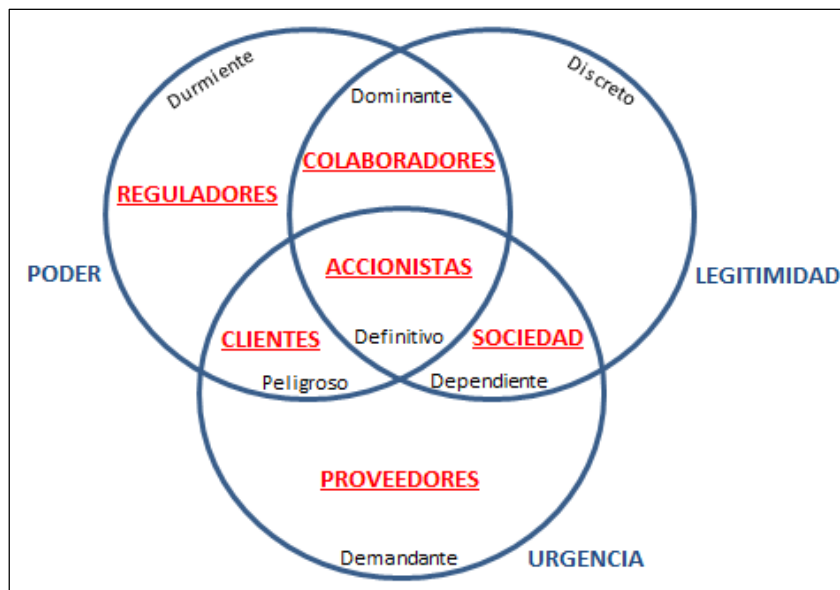 Durmiente
Discreto
Dominante
COLABORADORES
REGULADORES
ACCIONISTAS
PODER
LEGITIMIDAD
CLIENTES
Definitivo
SOCIEDAD
Peligroso
Dependiente
PROVEEDORES
Demandante
URGENCIA